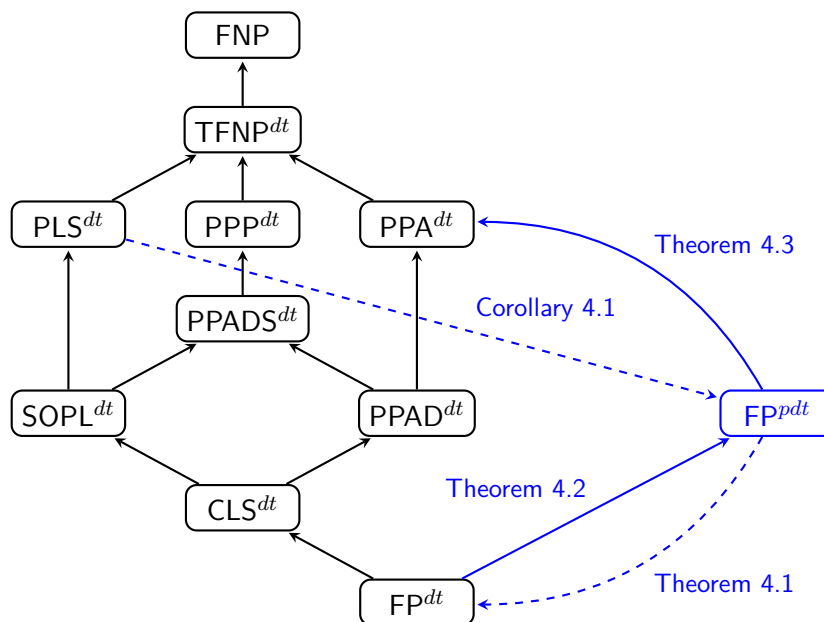 FNP
TFNP^{dt}
PLS^{dt} PPP^{dt} PPA^{dt}
Theorem 4.3
Corollary 4.1
PPADS^{dt}
SOPL^{dt} PPAD^{dt} FP^{pdt}
Theorem 4.2
CLS^{dt}
Theorem 4.1
FP^{dt}